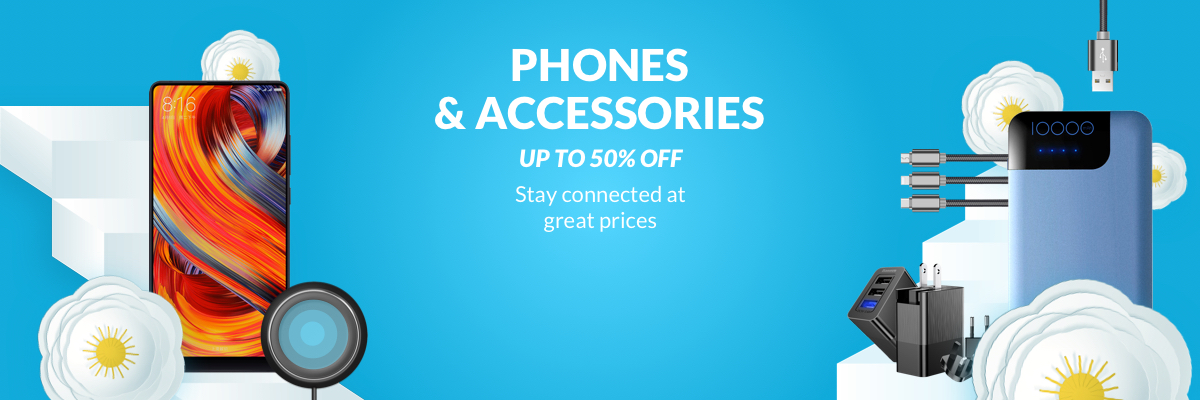 PHONES
& ACCESSORIES
UP TO 50% OFF
Stay connected at
great prices
8:16
10000